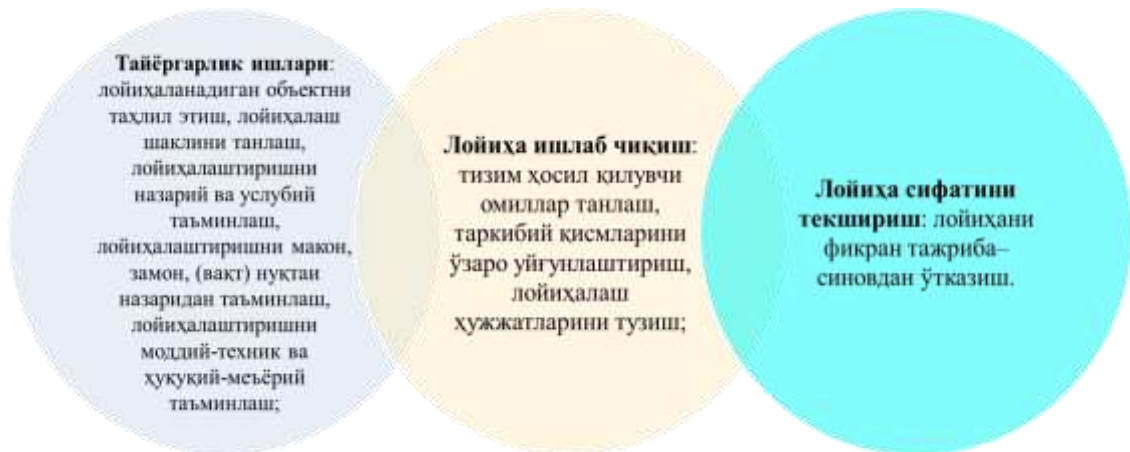 Тайёргарлик ишлари:
лойиҳаланадиган объектни
таҳлил этиш, лойиҳалаш
шаклини танлаш,
лойиҳалаштиришни
назарий ва услубий
таъминлаш,
лойиҳалаштиришни макон,
замон, (вақт) нуқтаи
назаридан таъминлаш,
лойиҳалаштиришни
моддий-техник ва
ҳуқуқий-меъёрий
таъминлаш;
Лойиҳа ишлаб чиқиш:
тизим ҳосил қилувчи
омиллар танлаш,
таркибий қисмларини
ўзаро уйғунлаштириш,
лойиҳалаш
ҳужжатларини тузиш;
Лойиҳа сифатини
текшириш: лойиҳани
фикран тажриба–
синовдан ўтказиш.